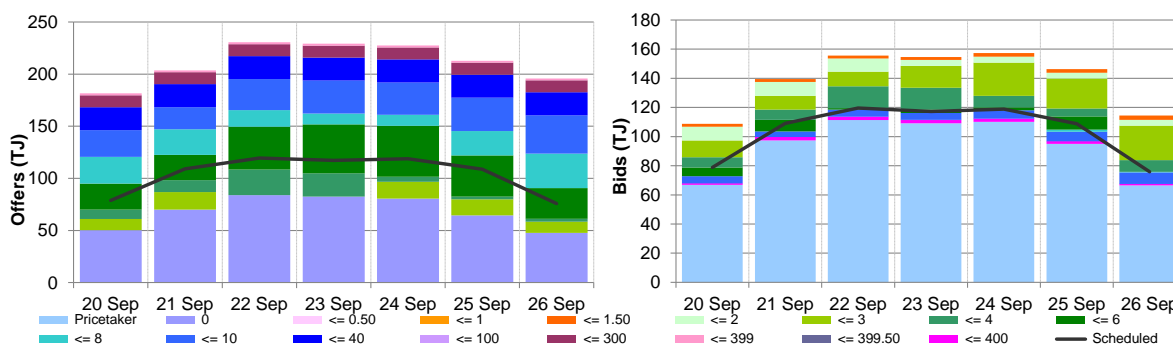 Offers (TJ)
250
200
150
100
50
0
20 Sep 21 Sep 22 Sep 23 Sep 24 Sep 25 Sep 26 Sep
Bids (TJ)
180
160
140
120
100
80
60
40
20
0
20 Sep 21 Sep 22 Sep 23 Sep 24 Sep 25 Sep 26 Sep
Pricetaker 0 <= 0.50 <= 1 <= 1.50 <= 2 <= 3 <= 4 <= 6
<= 8 <= 10 <= 40 <= 100 <= 300 <= 399 <= 399.50 <= 400 Scheduled